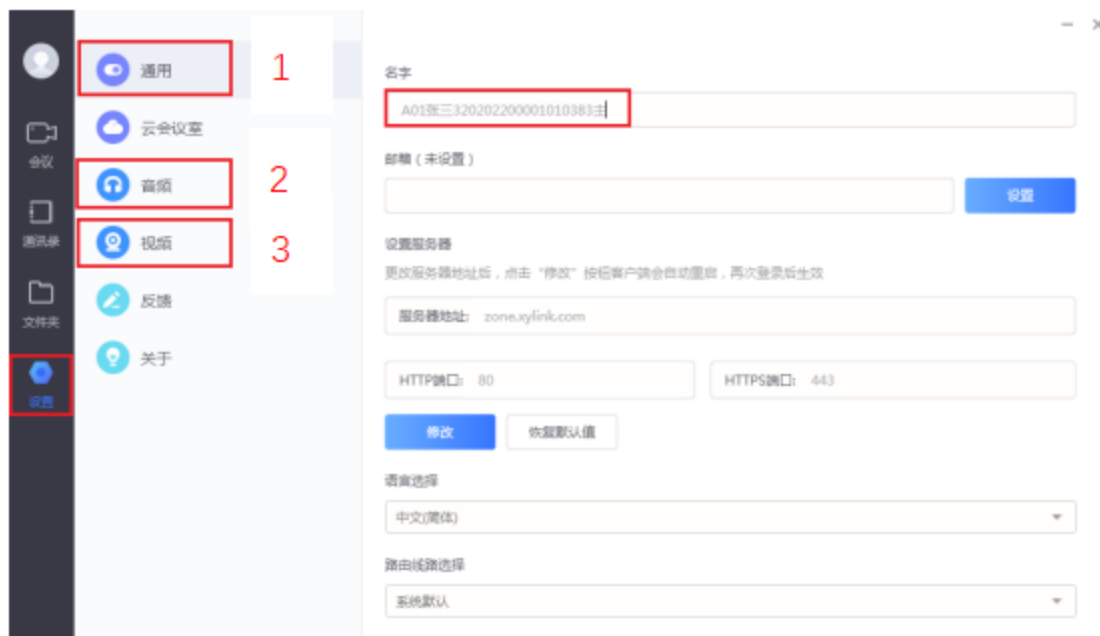 会议
通讯录
文件夹
设置
通用
云会议室
音频
视频
反馈
关于
1
2
3
名字
A01张三320202200001010383主
邮箱（未设置）
设置
设置服务器
更改服务器地址后，点击“修改”按钮客户端会自动重启，再次登录后生效
服务器地址: zone.xylink.com
HTTP端口: 80
HTTPS端口: 443
修改
恢复默认值
语言选择
中文(简体)
路由线路选择
系统默认